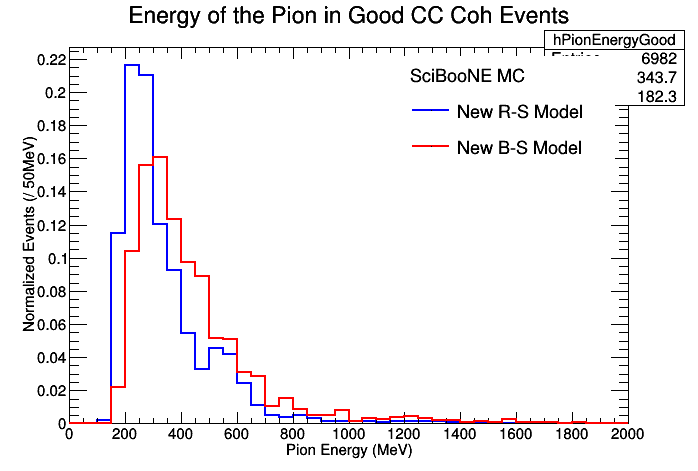 Energy of the Pion in Good CC Coh Events
hPionEnergyGood
6982
343.7
182.3
SciBooNE MC
New R-S Model
New B-S Model
Normalized Events (/ 50MeV)
0.22
0.2
0.18
0.16
0.14
0.12
0.1
0.08
0.06
0.04
0.02
0
0 200 400 600 800 1000 1200 1400 1600 1800 2000
Pion Energy (MeV)